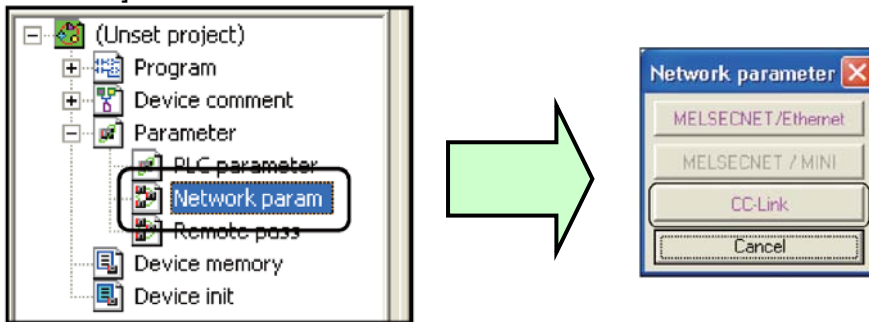 (Unset project)
Program
Device comment
Parameter
PLC parameter
Network param
Remote pass
Device memory
Device init
Network parameter
MELSECNET/Ethernet
MELSECNET / MINI
CC-Link
Cancel